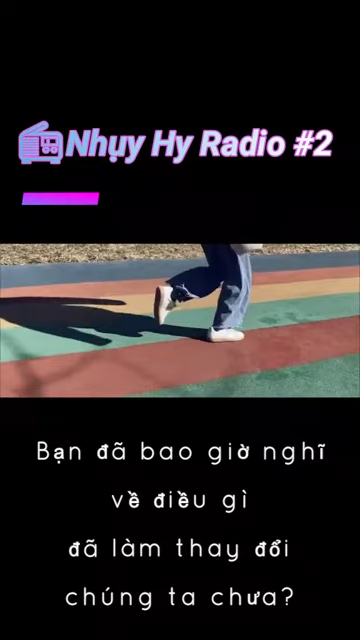 Nhụy Hy Radio #2
Bạn đã bao giờ nghĩ
về điều gì
đã làm thay đổi
chúng ta chưa?